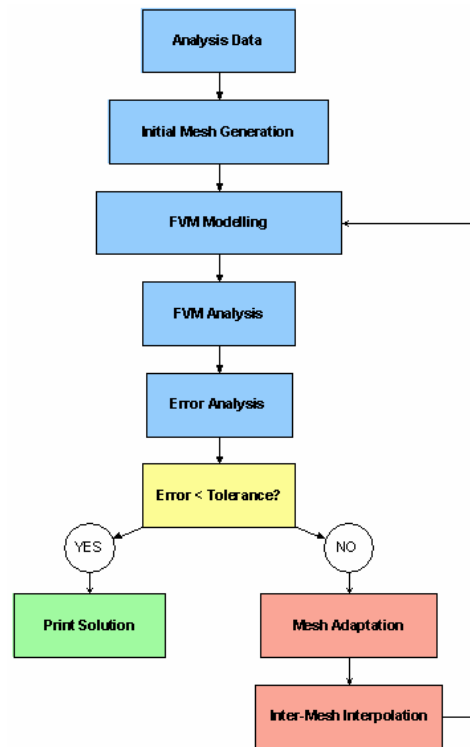 Analysis Data
Initial Mesh Generation
FVM Modelling
FVM Analysis
Error Analysis
Error < Tolerance?
YES
NO
Print Solution
Mesh Adaptation
Inter-Mesh Interpolation